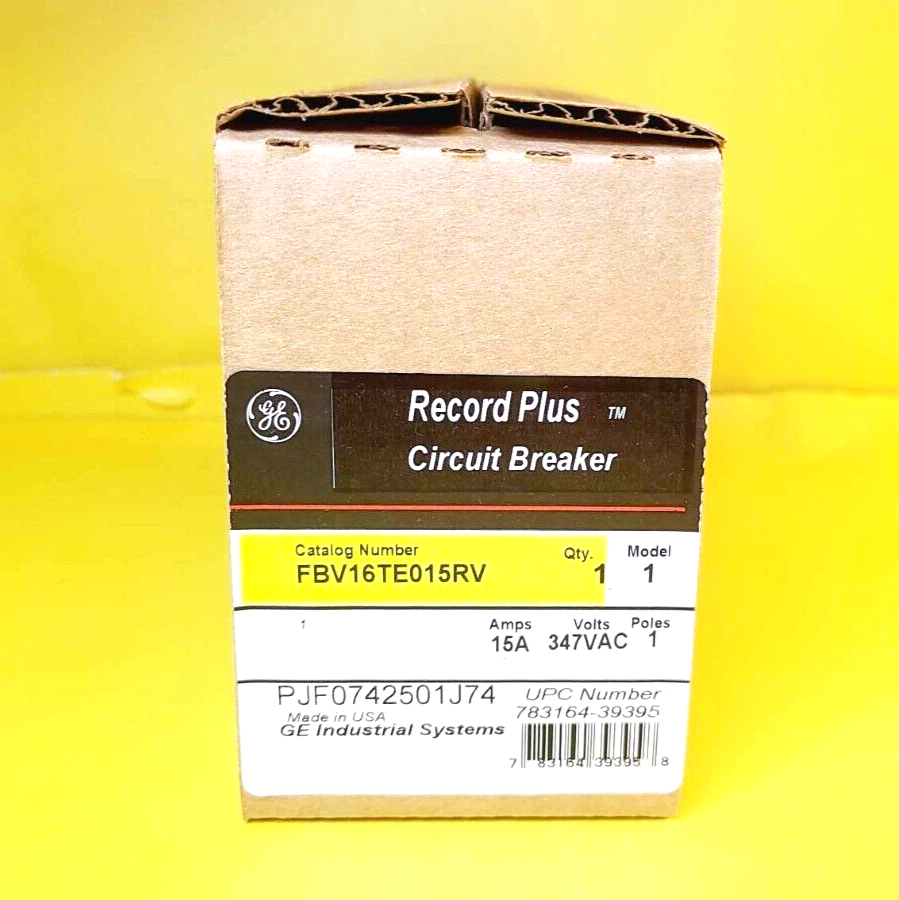 GE
Record Plus ™
Circuit Breaker
Catalog Number Qty. Model
FBV16TE015RV 1 1
1 Amps Volts Poles
15A 347VAC 1
PJF0742501J74 UPC Number
Made in USA 783164-39395
GE Industrial Systems
7 83164 39395 8